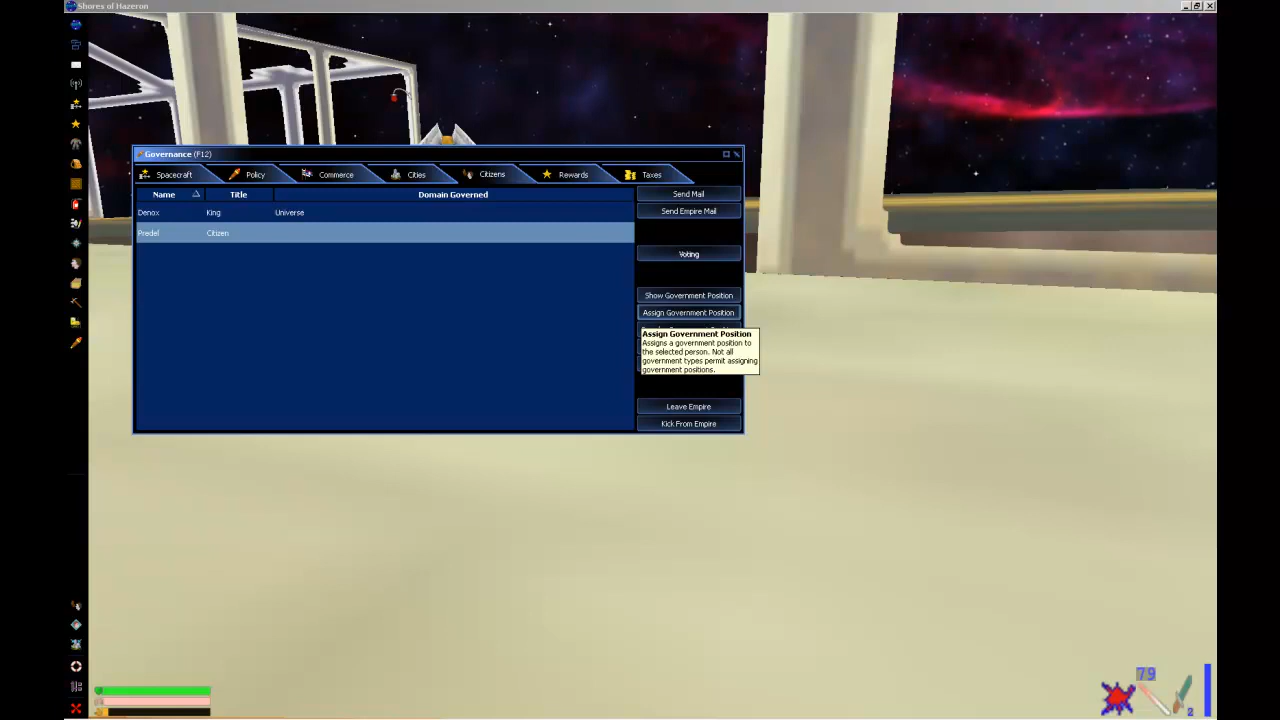 Shores of Hazeron
Governance (F12)
Spacecraft Policy Commerce Cities Citizens Rewards Taxes
Name Title Domain Governed
Denox King Universe
Predel Citizen
Send Mail
Send Empire Mail
Voting
Show Government Position
Assign Government Position
Assign Government Position
Assigns a government position to
the selected person. Not all
government types permit assigning
government positions.
Leave Empire
Kick From Empire
79
2